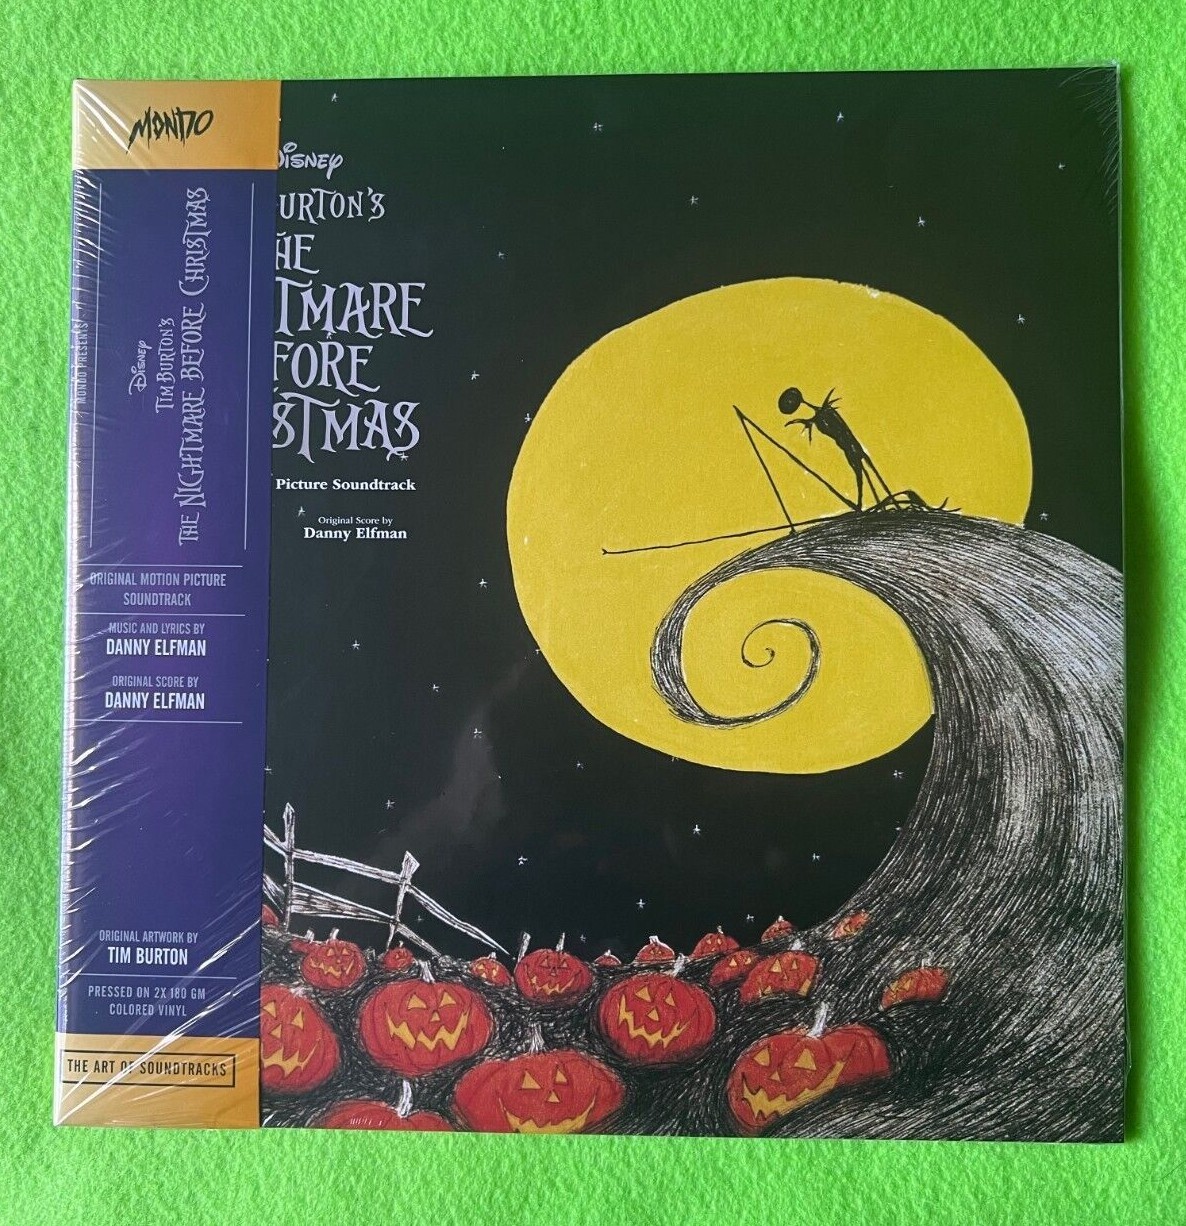 MONDO
MONDO PRESENTS
Disney
TIM BURTON'S
THE NIGHTMARE BEFORE CHRISTMAS
ORIGINAL MOTION PICTURE
SOUNDTRACK
MUSIC AND LYRICS BY
DANNY ELFMAN
ORIGINAL SCORE BY
DANNY ELFMAN
ORIGINAL ARTWORK BY
TIM BURTON
PRESSED ON 2X 180 GM
COLORED VINYL
THE ART OF SOUNDTRACKS
Disney
URTON'S
HE
TMARE
FORE
STMAS
Picture Soundtrack
Original Score by
Danny Elfman